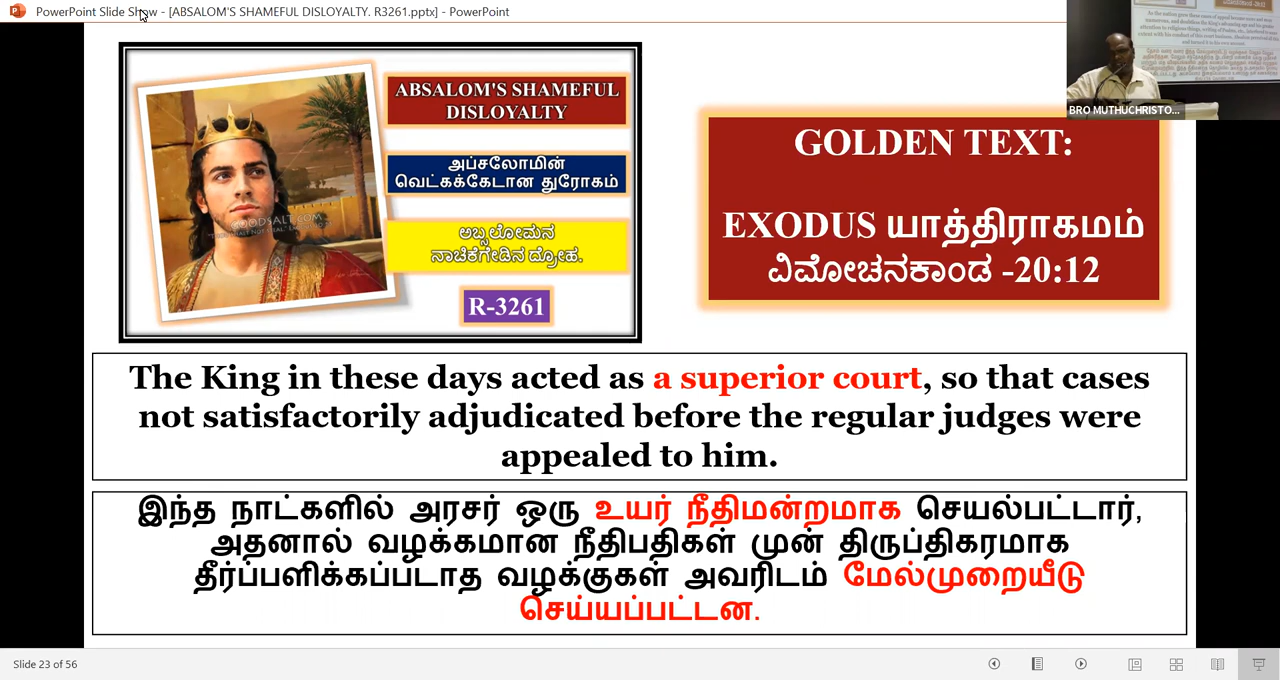 PowerPoint Slide Show - [ABSALOM'S SHAMEFUL DISLOYALTY. R3261.pptx] - PowerPoint
BRO MUTHUCHRISTO...
ABSALOM'S SHAMEFUL
DISLOYALTY
அப்சலோமின்
வெட்கக்கேடான துரோகம்
ಅಬ್ಸಲೋಮನ
ನಾಚಿಕೆಗೇಡಿನ ದ್ರೋಹ.
R-3261
GOODSALT.COM
GOLDEN TEXT:
EXODUS யாத்திராகமம்
ವಿಮೋಚನಕಾಂಡ -20:12
The King in these days acted as a superior court, so that cases
not satisfactorily adjudicated before the regular judges were
appealed to him.
இந்த நாட்களில் அரசர் ஒரு உயர் நீதிமன்றமாக செயல்பட்டார்,
அதனால் வழக்கமான நீதிபதிகள் முன் திருப்திகரமாக
தீர்ப்பளிக்கப்படாத வழக்குகள் அவரிடம் மேல்முறையீடு
செய்யப்பட்டன.
Slide 23 of 56